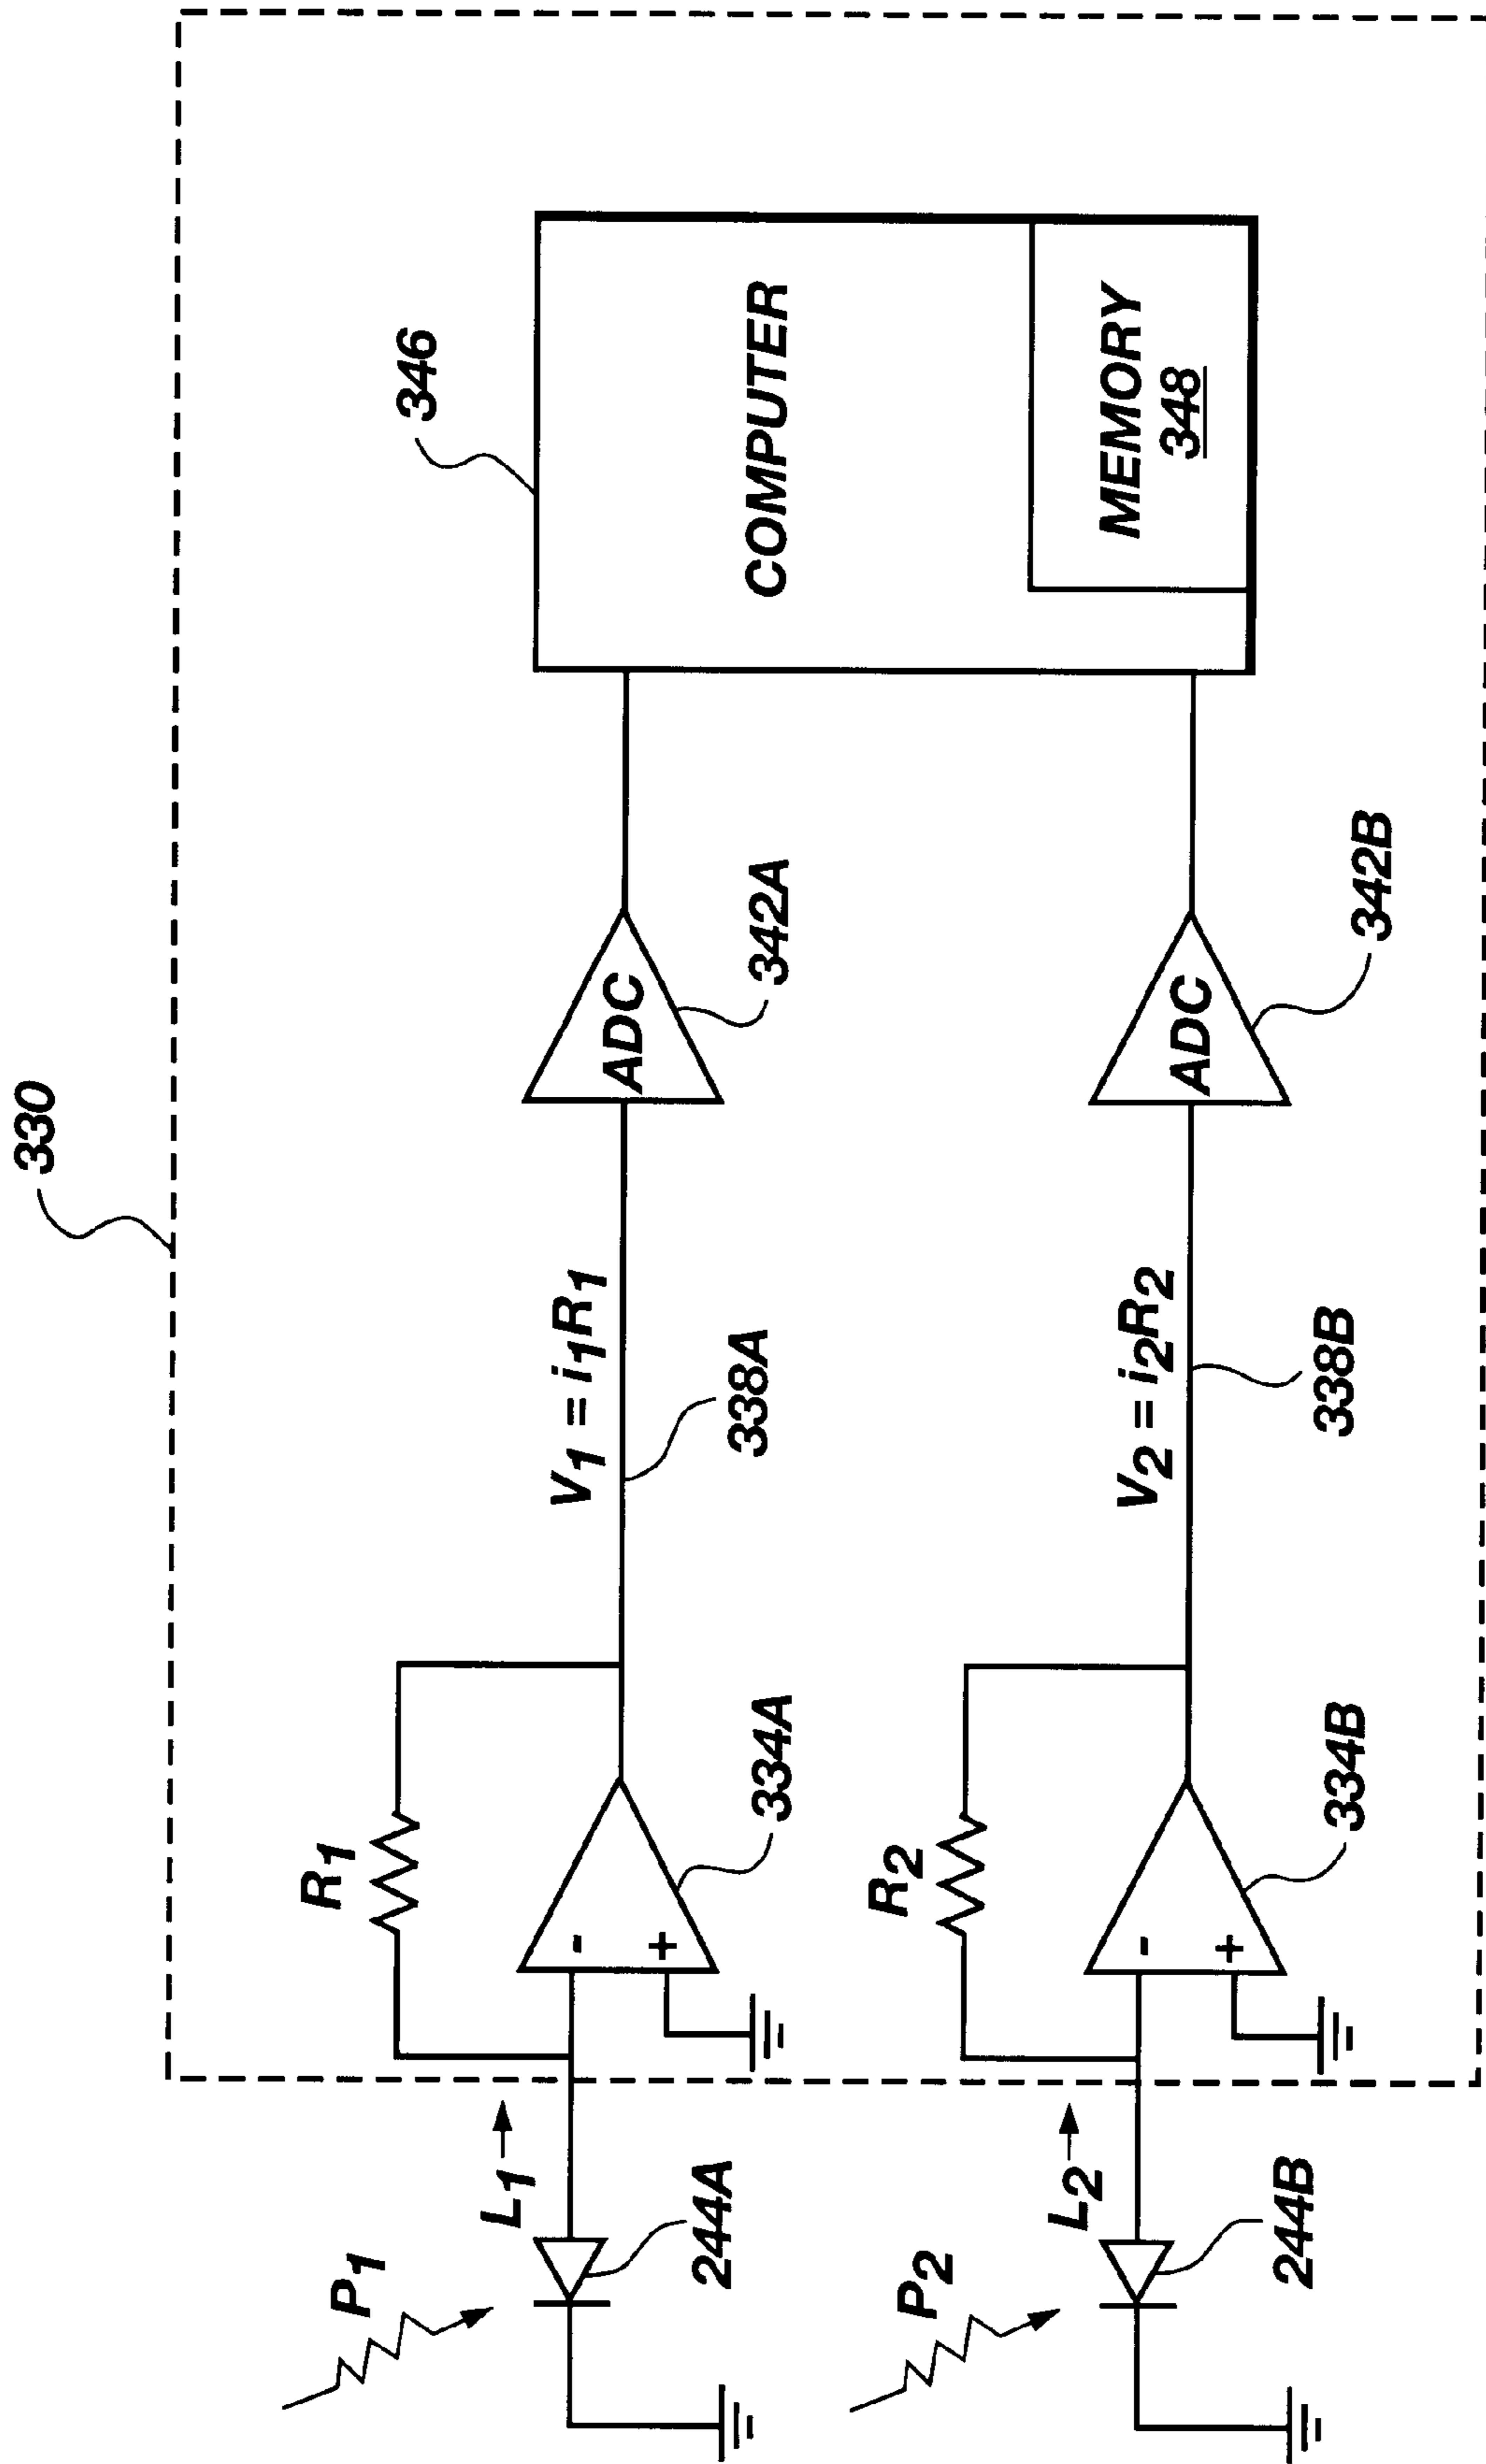 330
346
COMPUTER
MEMORY
348
P1
L1
R1
-
+
V1 = i1R1
ADC
244A
334A
338A
342A
P2
L2
R2
-
+
V2 = i2R2
ADC
244B
334B
338B
342B